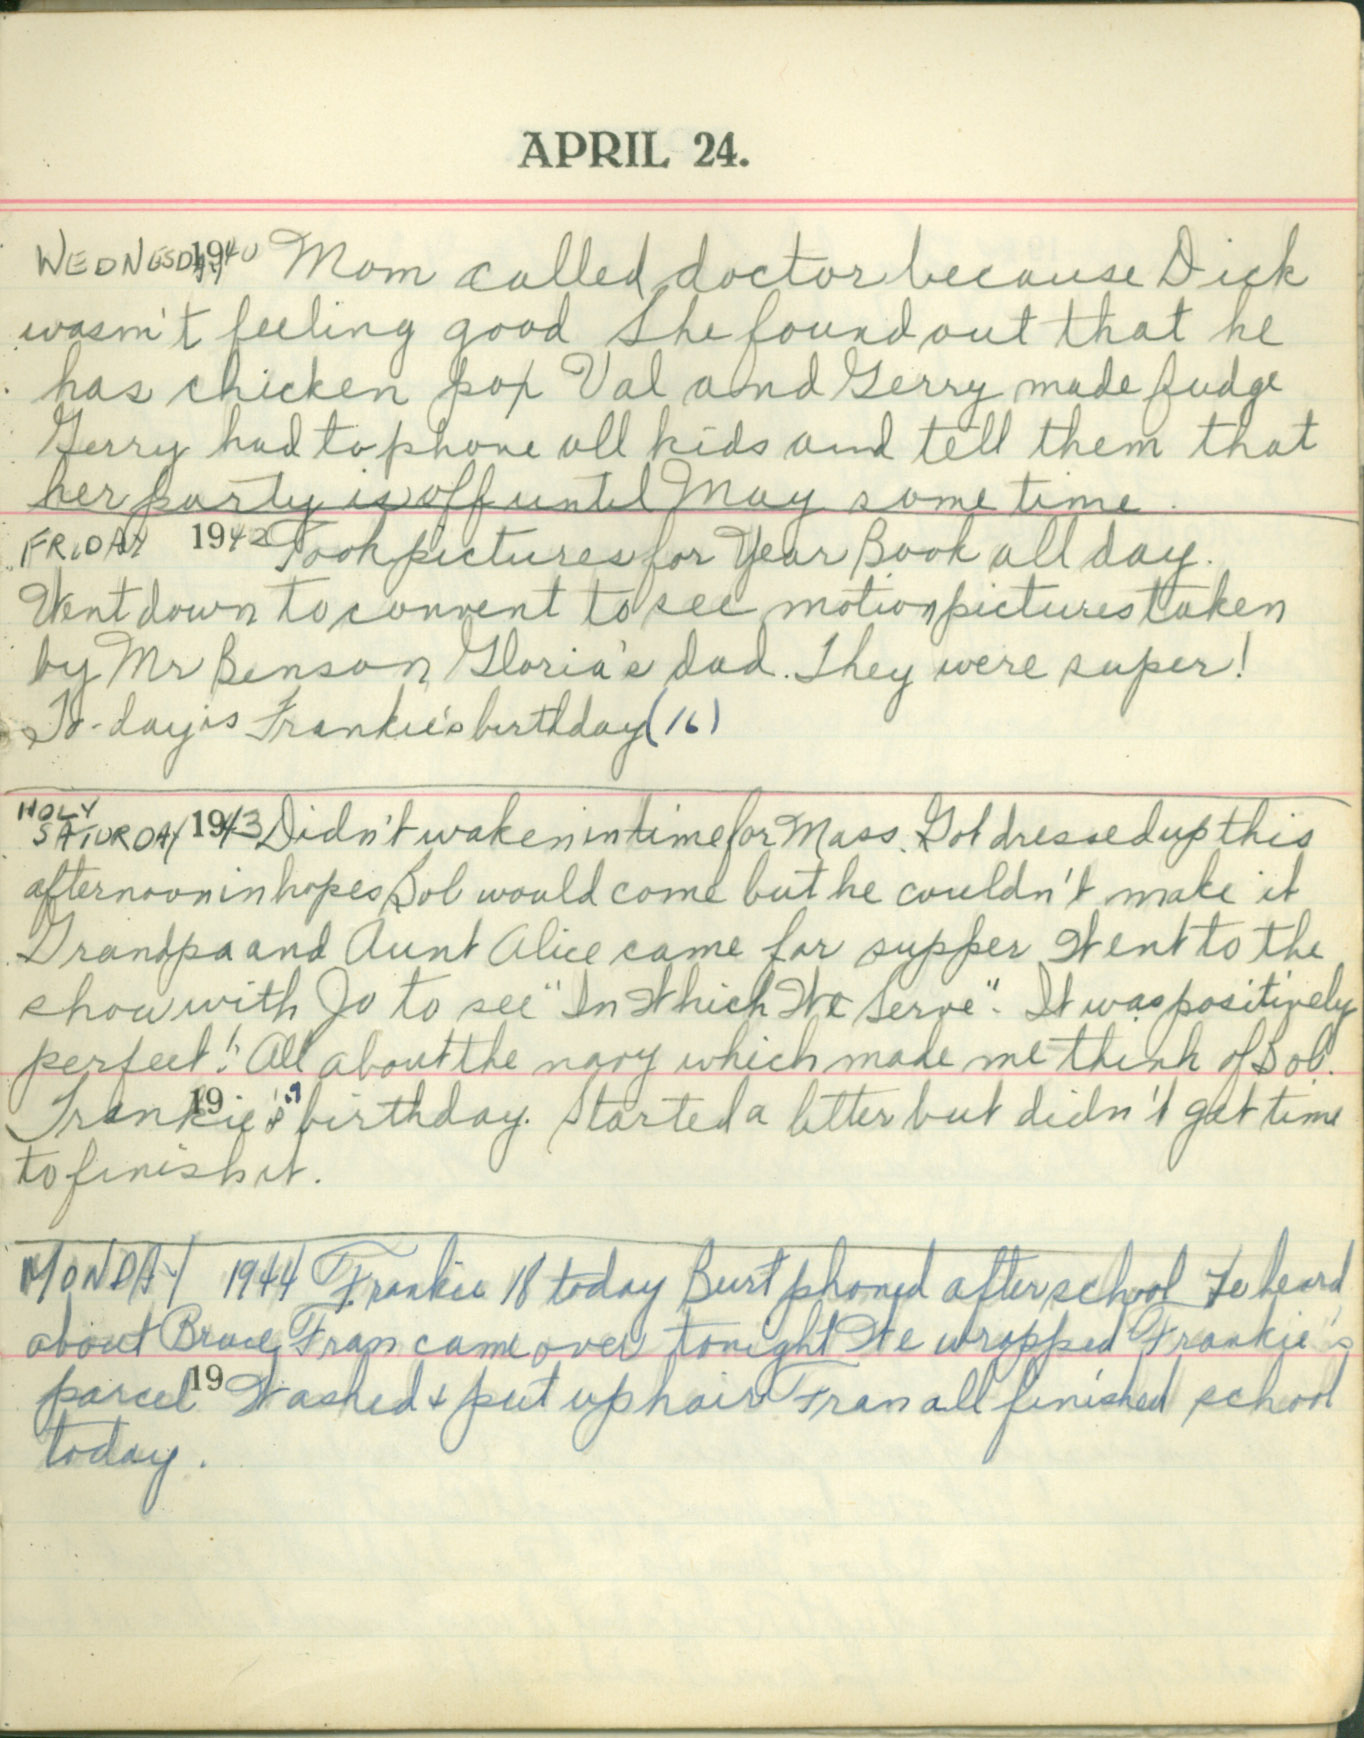 APRIL 24.
WEDNESDAY 1940 Mom called doctor because Dick
wasn't feeling good She found out that he
has chicken pox Val and Gerry made fudge
Gerry had to phone all kids and tell them that
her party is off until May some time.
FRIDAY 1942 Took pictures for Year Book all day.
Went down to convent to see motion pictures taken
by Mr Benson, Gloria's dad. They were super!
To-day is Frankie's birthday (16)
HOLY
SATURDAY 1943 Didn't waken in time for Mass. Got dressed up this
afternoon in hopes Bob would come but he couldn't make it
Grandpa and Aunt Alice came for supper Went to the
show with Jo to see "In Which We Serve". It was positively
perfect! All about the navy which made me think of Bob.
19
Frankie's birthday. Started a letter but didn't get time
to finish it.
MONDAY 1944 Frankie 18 today Burt phoned after school He heard
about Bruce, Fran came over tonight We wrapped Frankie's
parcel 19 Washed & put up hair Fran all finished school
today.